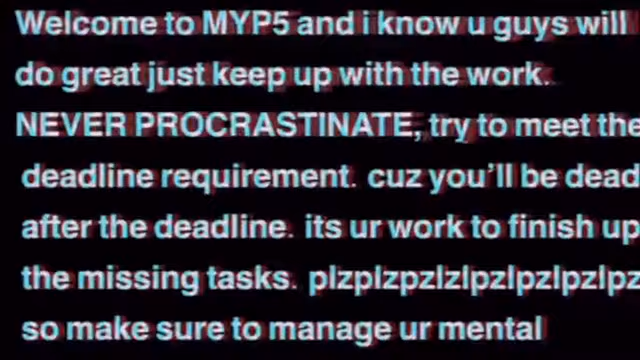 Welcome to MYP5 and i know u guys will
do great just keep up with the work.
NEVER PROCRASTINATE, try to meet the
deadline requirement. cuz you'll be dead
after the deadline. its ur work to finish up
the missing tasks. plzplzpzlzlpzlpzlpzlpz
so make sure to manage ur mental